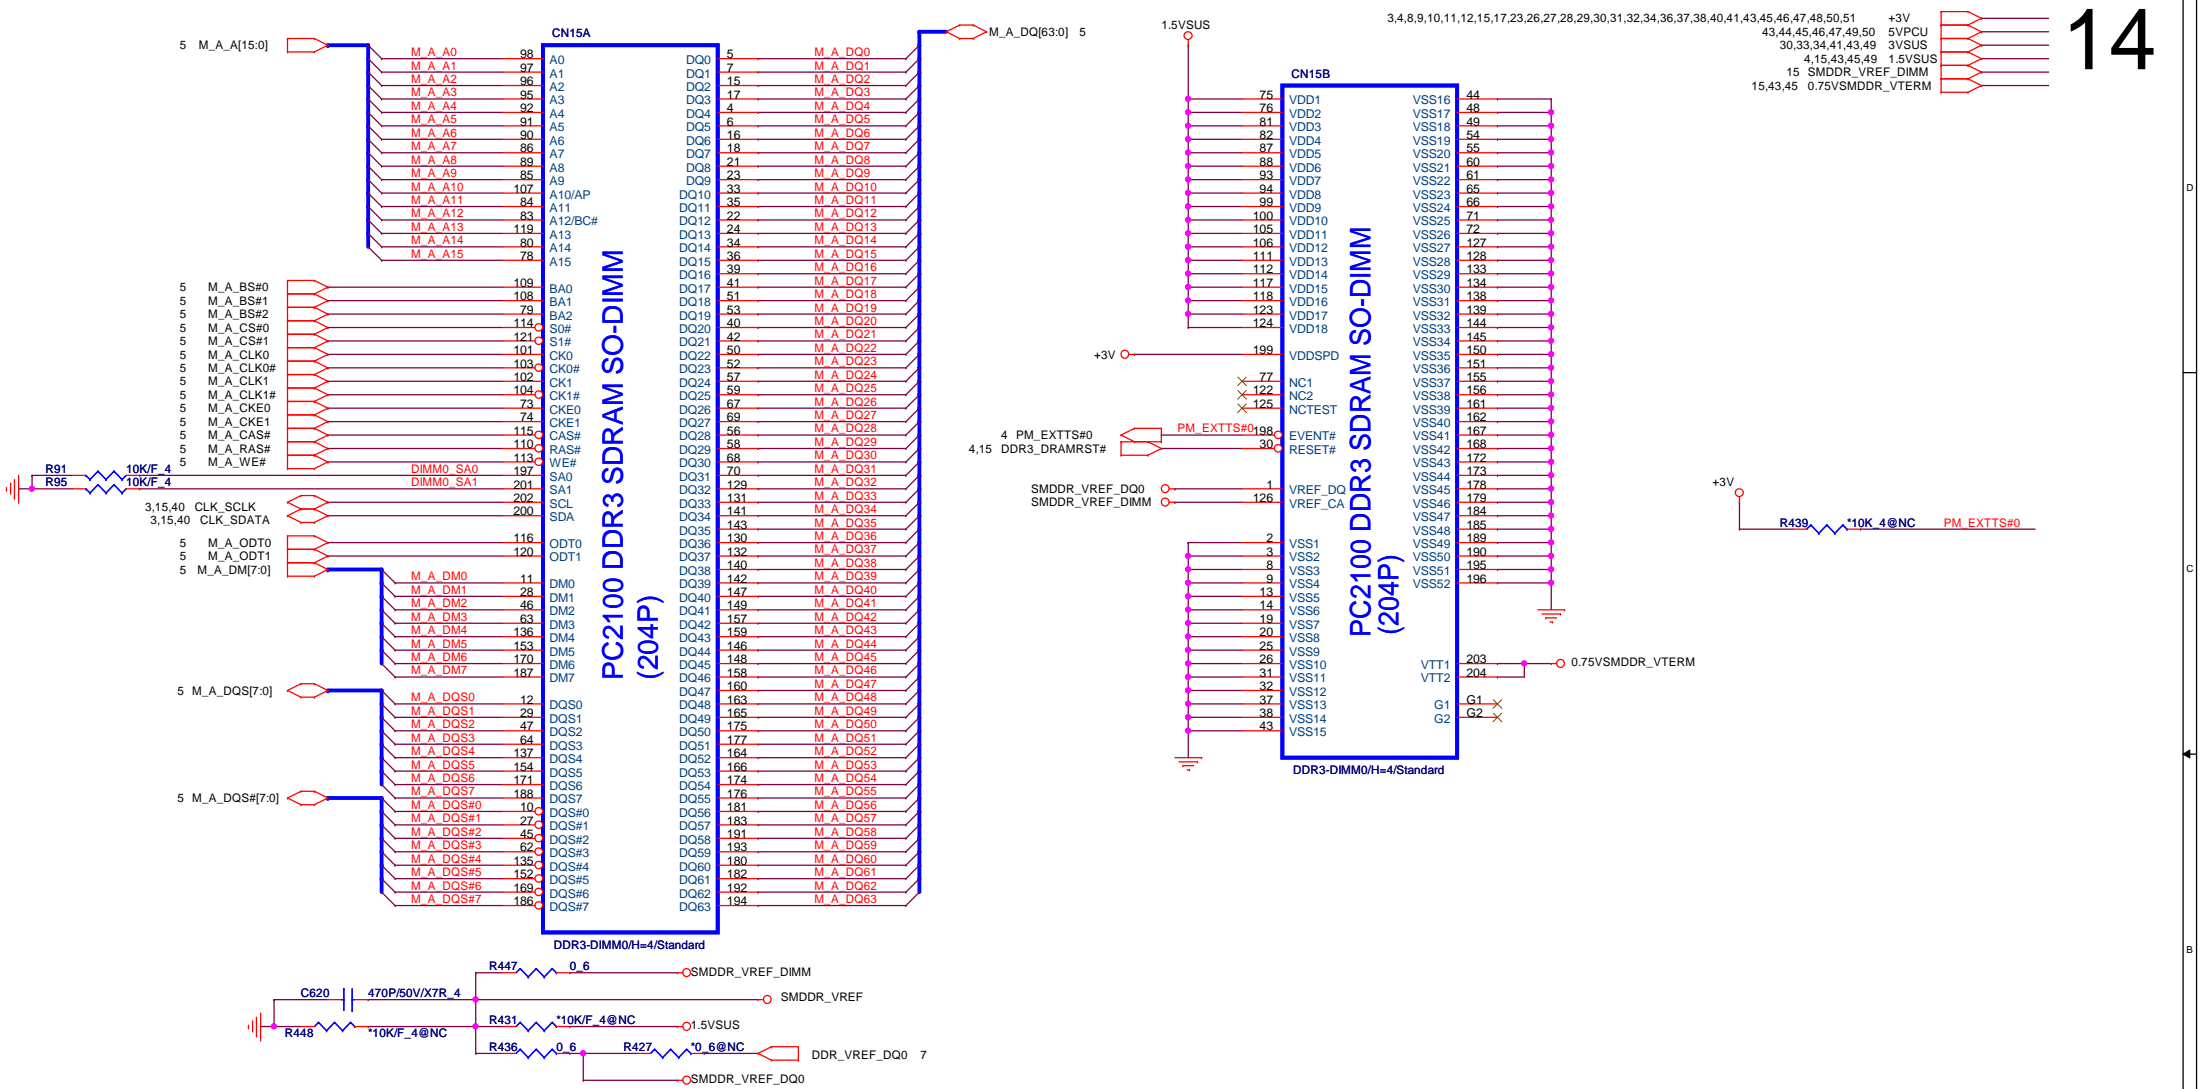 3,4,8,9,10,11,12,15,17,23,26,27,28,29,30,31,32,34,36,37,38,40,41,43,45,46,47,48,50,51 +3V
43,44,45,46,47,49,50 5VPCU
30,33,34,41,43,49 3VSUS
4,15,43,45,49 1.5VSUS
15 SMDDR_VREF_DIMM
15,43,45 0.75VSMDDR_VTERM
14
CN15A
5 M_A_A[15:0]
M_A_DQ[63:0] 5
M_A_A0 98 A0 DQ0 5 M_A_DQ0
M_A_A1 97 A1 DQ1 7 M_A_DQ1
M_A_A2 96 A2 DQ2 15 M_A_DQ2
M_A_A3 95 A3 DQ3 17 M_A_DQ3
M_A_A4 92 A4 DQ4 4 M_A_DQ4
M_A_A5 91 A5 DQ5 6 M_A_DQ5
M_A_A6 90 A6 DQ6 16 M_A_DQ6
M_A_A7 86 A7 DQ7 18 M_A_DQ7
M_A_A8 89 A8 DQ8 21 M_A_DQ8
M_A_A9 85 A9 DQ9 23 M_A_DQ9
M_A_A10 107 A10/AP DQ10 33 M_A_DQ10
M_A_A11 84 A11 DQ11 35 M_A_DQ11
M_A_A12 83 A12/BC# DQ12 22 M_A_DQ12
M_A_A13 119 A13 DQ13 24 M_A_DQ13
M_A_A14 80 A14 DQ14 34 M_A_DQ14
M_A_A15 78 A15 DQ15 36 M_A_DQ15
DQ16 39 M_A_DQ16
5 M_A_BS#0 109 BA0 DQ17 41 M_A_DQ17
5 M_A_BS#1 108 BA1 DQ18 51 M_A_DQ18
5 M_A_BS#2 79 BA2 DQ19 53 M_A_DQ19
5 M_A_CS#0 114 S0# DQ20 40 M_A_DQ20
5 M_A_CS#1 121 S1# DQ21 42 M_A_DQ21
5 M_A_CLK0 101 CK0 DQ22 50 M_A_DQ22
5 M_A_CLK0# 103 CK0# DQ23 52 M_A_DQ23
5 M_A_CLK1 102 CK1 DQ24 57 M_A_DQ24
5 M_A_CLK1# 104 CK1# DQ25 59 M_A_DQ25
5 M_A_CKE0 73 CKE0 DQ26 67 M_A_DQ26
5 M_A_CKE1 74 CKE1 DQ27 69 M_A_DQ27
5 M_A_CAS# 115 CAS# DQ28 56 M_A_DQ28
5 M_A_RAS# 110 RAS# DQ29 58 M_A_DQ29
5 M_A_WE# 113 WE# DQ30 68 M_A_DQ30
R91 10K/F_4 DIMM0_SA0 197 SA0 DQ31 70 M_A_DQ31
R95 10K/F_4 DIMM0_SA1 201 SA1 DQ32 129 M_A_DQ32
3,15,40 CLK_SCLK 202 SCL DQ33 131 M_A_DQ33
3,15,40 CLK_SDATA 200 SDA DQ34 141 M_A_DQ34
DQ35 143 M_A_DQ35
5 M_A_ODT0 116 ODT0 DQ36 130 M_A_DQ36
5 M_A_ODT1 120 ODT1 DQ37 132 M_A_DQ37
5 M_A_DM[7:0] DQ38 140 M_A_DQ38
M_A_DM0 11 DM0 DQ39 142 M_A_DQ39
M_A_DM1 28 DM1 DQ40 147 M_A_DQ40
M_A_DM2 46 DM2 DQ41 149 M_A_DQ41
M_A_DM3 63 DM3 DQ42 157 M_A_DQ42
M_A_DM4 136 DM4 DQ43 159 M_A_DQ43
M_A_DM5 153 DM5 DQ44 146 M_A_DQ44
M_A_DM6 170 DM6 DQ45 148 M_A_DQ45
M_A_DM7 187 DM7 DQ46 158 M_A_DQ46
5 M_A_DQS[7:0] DQ47 160 M_A_DQ47
M_A_DQS0 12 DQS0 DQ48 163 M_A_DQ48
M_A_DQS1 29 DQS1 DQ49 165 M_A_DQ49
M_A_DQS2 47 DQS2 DQ50 175 M_A_DQ50
M_A_DQS3 64 DQS3 DQ51 177 M_A_DQ51
M_A_DQS4 137 DQS4 DQ52 164 M_A_DQ52
M_A_DQS5 154 DQS5 DQ53 166 M_A_DQ53
M_A_DQS6 171 DQS6 DQ54 174 M_A_DQ54
M_A_DQS7 188 DQS7 DQ55 176 M_A_DQ55
5 M_A_DQS#[7:0]
M_A_DQS#0 10 DQS#0 DQ56 181 M_A_DQ56
M_A_DQS#1 27 DQS#1 DQ57 183 M_A_DQ57
M_A_DQS#2 45 DQS#2 DQ58 191 M_A_DQ58
M_A_DQS#3 62 DQS#3 DQ59 193 M_A_DQ59
M_A_DQS#4 135 DQS#4 DQ60 180 M_A_DQ60
M_A_DQS#5 152 DQS#5 DQ61 182 M_A_DQ61
M_A_DQS#6 169 DQS#6 DQ62 192 M_A_DQ62
M_A_DQS#7 186 DQS#7 DQ63 194 M_A_DQ63
PC2100 DDR3 SDRAM SO-DIMM
(204P)
DDR3-DIMM0/H=4/Standard
1.5VSUS
CN15B
75 VDD1 VSS16 44
76 VDD2 VSS17 48
81 VDD3 VSS18 49
82 VDD4 VSS19 54
87 VDD5 VSS20 55
88 VDD6 VSS21 60
93 VDD7 VSS22 61
94 VDD8 VSS23 65
99 VDD9 VSS24 66
100 VDD10 VSS25 71
105 VDD11 VSS26 72
106 VDD12 VSS27 127
111 VDD13 VSS28 128
112 VDD14 VSS29 133
117 VDD15 VSS30 134
118 VDD16 VSS31 138
123 VDD17 VSS32 139
124 VDD18 VSS33 144
VSS34 145
+3V 199 VDDSPD VSS35 150
VSS36 151
77 NC1 VSS37 155
122 NC2 VSS38 156
125 NCTEST VSS39 161
VSS40 162
4 PM_EXTTS#0 PM_EXTTS#0 198 EVENT# VSS41 167
4,15 DDR3_DRAMRST# 30 RESET# VSS42 168
VSS43 172
VSS44 173
SMDDR_VREF_DQ0 1 VREF_DQ VSS45 178
SMDDR_VREF_DIMM 126 VREF_CA VSS46 179
VSS47 184
VSS48 185
2 VSS1 VSS49 189
3 VSS2 VSS50 190
8 VSS3 VSS51 195
9 VSS4 VSS52 196
13 VSS5
14 VSS6
19 VSS7
20 VSS8
25 VSS9
26 VSS10 VTT1 203 0.75VSMDDR_VTERM
31 VSS11 VTT2 204
32 VSS12
37 VSS13 G1 G1
38 VSS14 G2 G2
43 VSS15
PC2100 DDR3 SDRAM SO-DIMM
(204P)
DDR3-DIMM0/H=4/Standard
+3V
R439 *10K_4@NC PM_EXTTS#0
R447 0_6 SMDDR_VREF_DIMM
C620 470P/50V/X7R_4 SMDDR_VREF
R448 *10K/F_4@NC R431 *10K/F_4@NC 1.5VSUS
R436 0_6 R427 *0_6@NC DDR_VREF_DQ0 7
SMDDR_VREF_DQ0
D
C
B